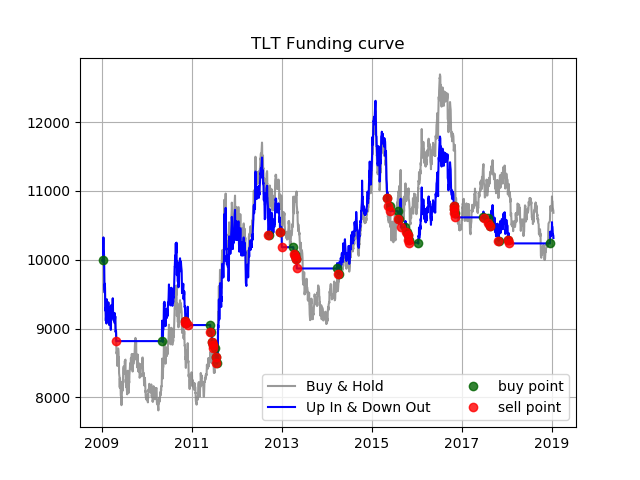 TLT Funding curve
12000
11000
10000
9000
8000
2009
2011
2013
2015
2017
2019
Buy & Hold
Up In & Down Out
buy point
sell point